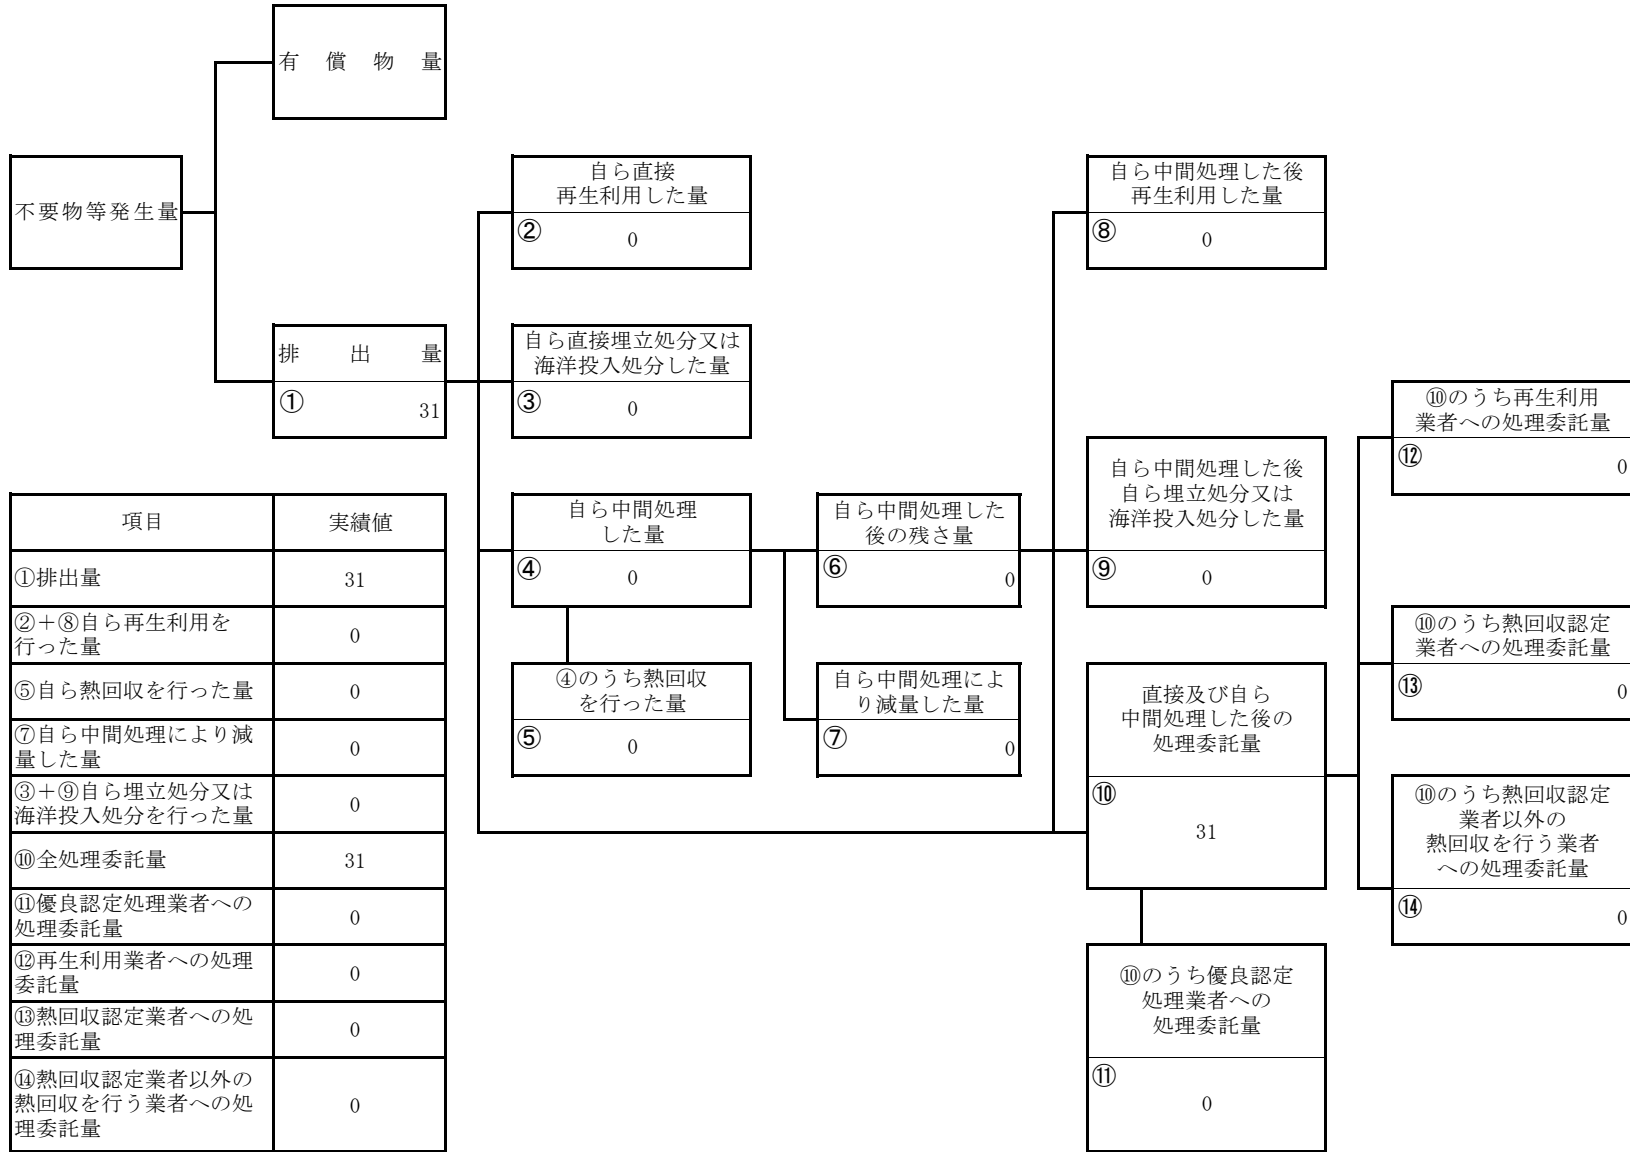 有償物量
不要物等発生量
排出量
①
31
自ら直接
再生利用した量
②
0
自ら直接埋立処分又は
海洋投入処分した量
③
0
自ら中間処理
した量
④
0
④のうち熱回収
を行った量
⑤
0
自ら中間処理した
後の残さ量
⑥
0
自ら中間処理によ
り減量した量
⑦
0
自ら中間処理した後
再生利用した量
⑧
0
自ら中間処理した後
自ら埋立処分又は
海洋投入処分した量
⑨
0
直接及び自ら
中間処理した後の
処理委託量
⑩
31
⑩のうち優良認定
処理業者への
処理委託量
⑪
0
⑩のうち再生利用
業者への処理委託量
⑫
0
⑩のうち熱回収認定
業者への処理委託量
⑬
0
⑩のうち熱回収認定
業者以外の
熱回収を行う業者
への処理委託量
⑭
0
項目 実績値
①排出量 31
②+⑧自ら再生利用を
行った量 0
⑤自ら熱回収を行った量 0
⑦自ら中間処理により減
量した量 0
③+⑨自ら埋立処分又は
海洋投入処分を行った量 0
⑩全処理委託量 31
⑪優良認定処理業者への
処理委託量 0
⑫再生利用業者への処理
委託量 0
⑬熱回収認定業者への処
理委託量 0
⑭熱回収認定業者以外の
熱回収を行う業者への処
理委託量 0